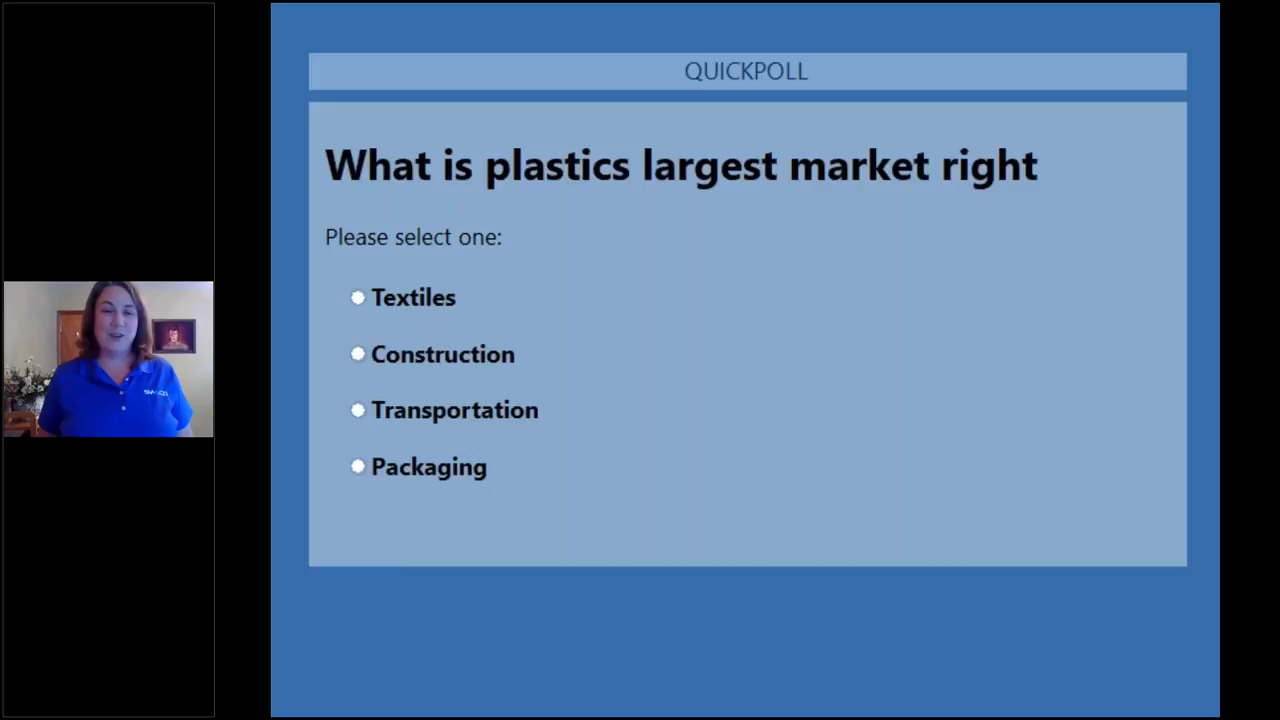 QUICKPOLL
What is plastics largest market right
Please select one:
Textiles
Construction
Transportation
Packaging